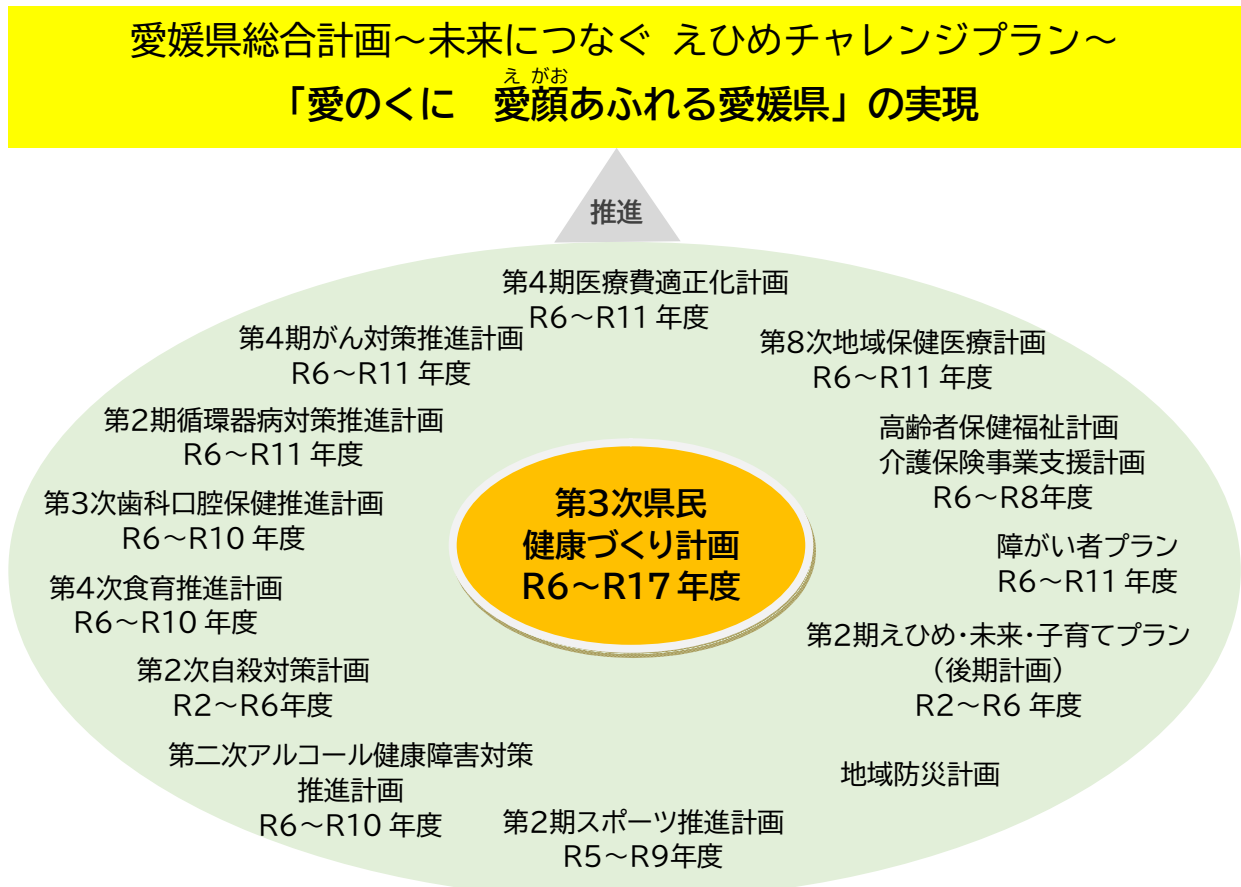 愛媛県総合計画～未来につなぐ えひめチャレンジプラン～
え がお
「愛のくに　愛顔あふれる愛媛県」の実現
推進
第4期医療費適正化計画
R6～R11 年度
第4期がん対策推進計画
R6～R11 年度
第8次地域保健医療計画
R6～R11 年度
第2期循環器病対策推進計画
R6～R11 年度
高齢者保健福祉計画
介護保険事業支援計画
R6～R8年度
第3次歯科口腔保健推進計画
R6～R10 年度
第3次県民
健康づくり計画
R6～R17年度
障がい者プラン
R6～R11 年度
第4次食育推進計画
R6～R10 年度
第2期えひめ・未来・子育てプラン
（後期計画）
R2～R6 年度
第2次自殺対策計画
R2～R6年度
第二次アルコール健康障害対策
推進計画
R6～R10 年度
地域防災計画
第2期スポーツ推進計画
R5～R9年度